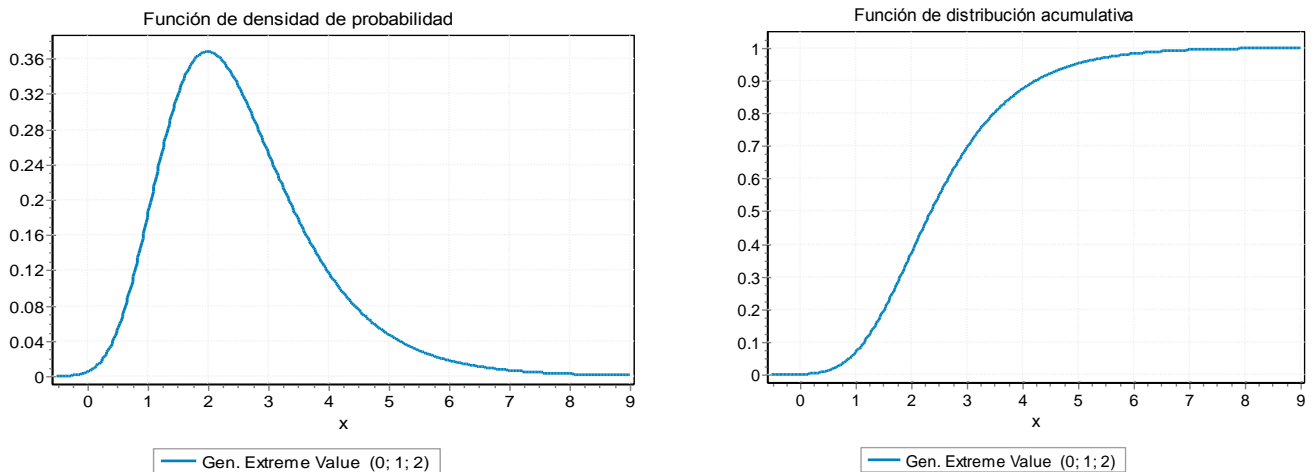 Función de densidad de probabilidad
0.36
0.32
0.28
0.24
0.2
0.16
0.12
0.08
0.04
0
0 1 2 3 4 5 6 7 8 9
x
Gen. Extreme Value (0; 1; 2)
Función de distribución acumulativa
1
0.9
0.8
0.7
0.6
0.5
0.4
0.3
0.2
0.1
0
0 1 2 3 4 5 6 7 8 9
x
Gen. Extreme Value (0; 1; 2)